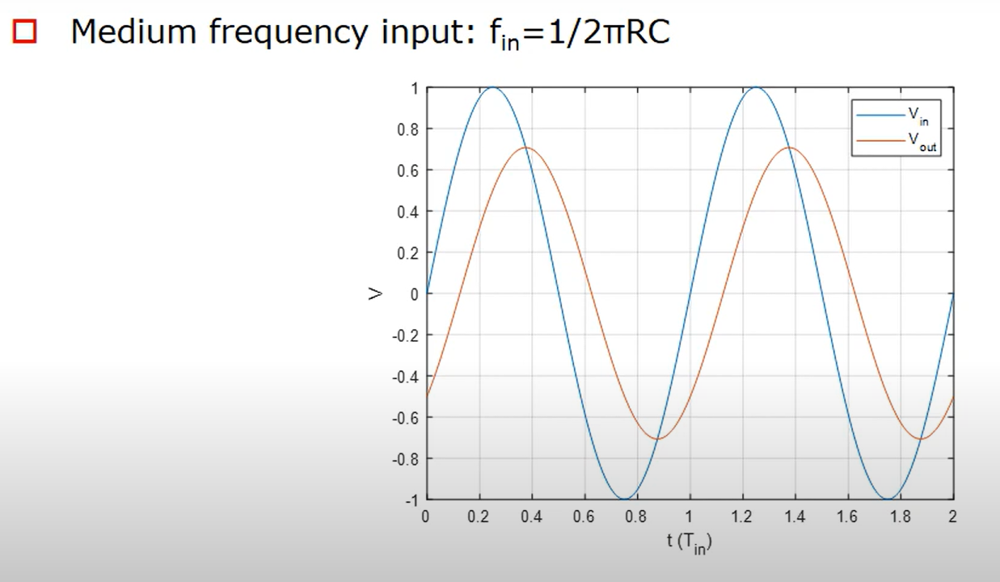 Medium frequency input: fin=1/2πRC
1
0.8
0.6
0.4
0.2
0
-0.2
-0.4
-0.6
-0.8
-1
V
Vin
Vout
0 0.2 0.4 0.6 0.8 1 1.2 1.4 1.6 1.8 2
t (Tin)